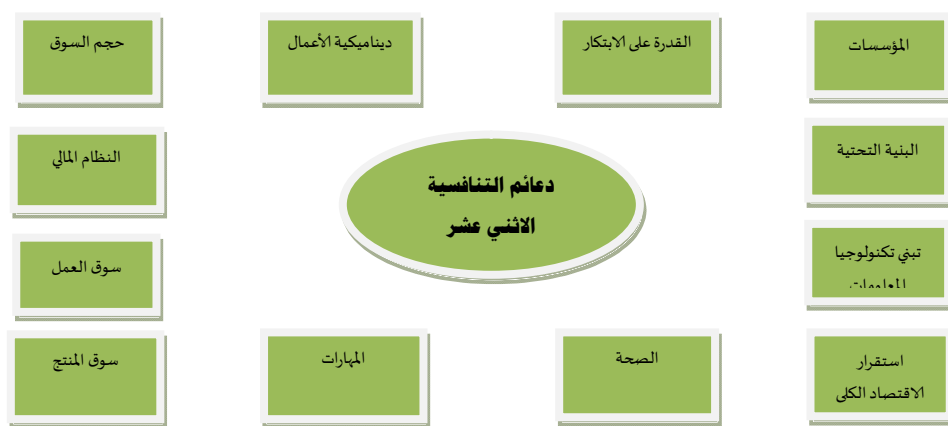 المؤسسات
القدرة على الابتكار
ديناميكية الأعمال
حجم السوق
البنية التحتية
النظام المالي
دعائم التنافسية
الاثني عشر
تبني تكنولوجيا
المعلومات
سوق العمل
استقرار
الاقتصاد الكلى
الصحة
المهارات
سوق المنتج